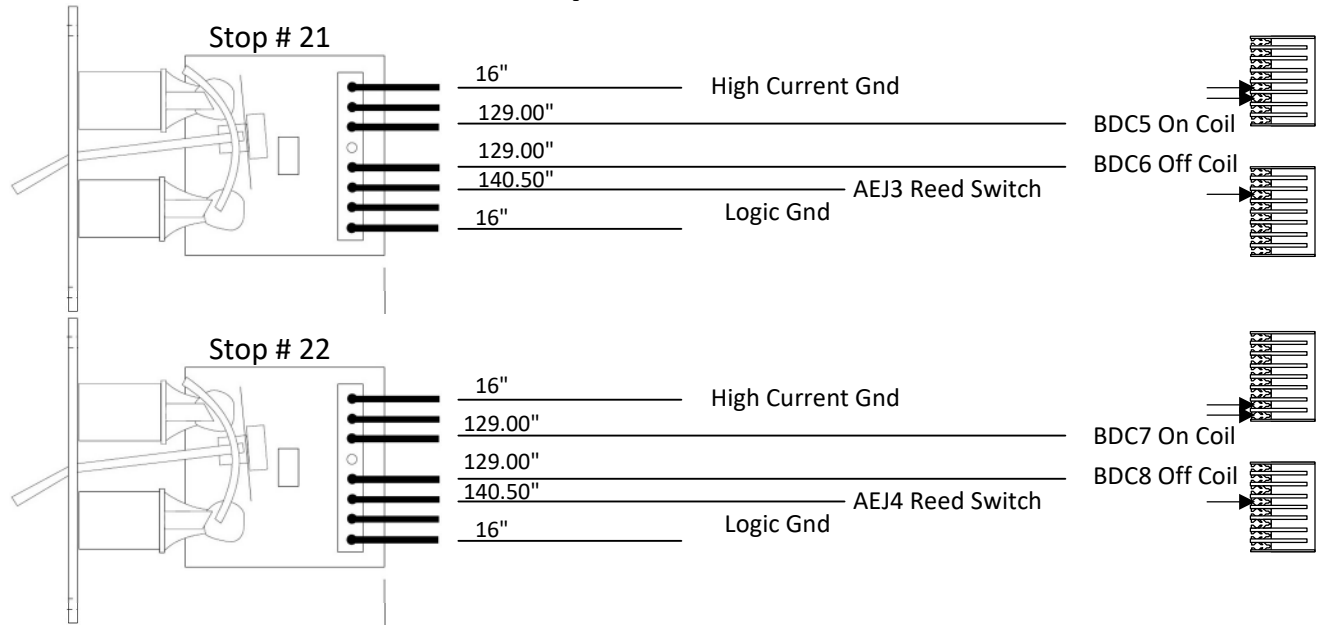 Stop # 21
16"
High Current Gnd
129.00"
BDC5 On Coil
129.00"
BDC6 Off Coil
140.50"
AEJ3 Reed Switch
Logic Gnd
16"
Stop # 22
16"
High Current Gnd
129.00"
BDC7 On Coil
129.00"
BDC8 Off Coil
140.50"
AEJ4 Reed Switch
Logic Gnd
16"